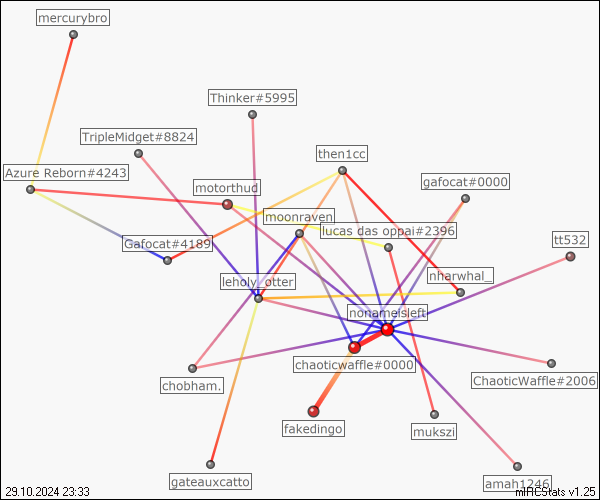 mercurybro
Thinker#5995
TripleMidget#8824
then1cc
Azure Reborn#4243
gafocat#0000
motorthud
moonraven
lucas das oppai#2396
Gafocat#4189
tt532
leholy_otter
nharwhal_
nonameisleft
chaoticwaffle#0000
chobham.
ChaoticWaffle#2006
fakedingo
mukszi
gateauxcatto
amah1246
29.10.2024 23:33
mIRCStats v1.25